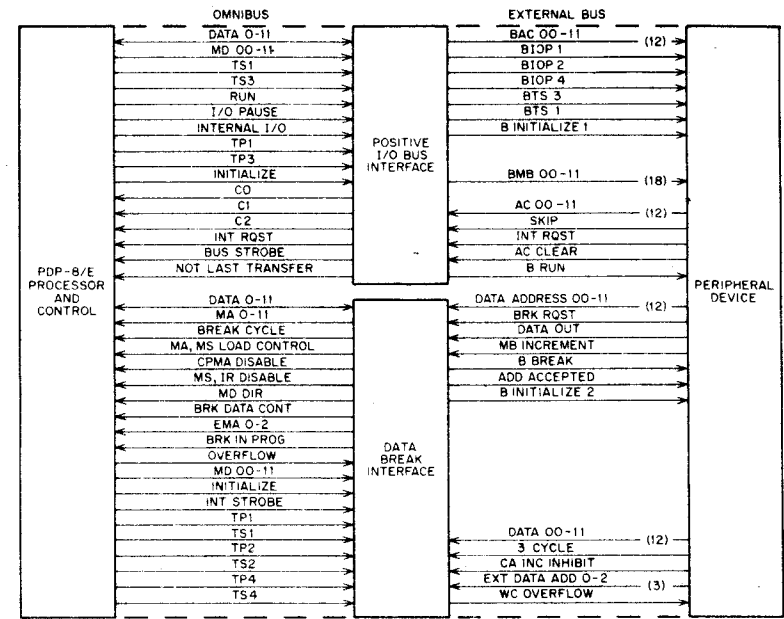 OMNIBUS
EXTERNAL BUS
DATA 0-11
MD 00-11
TS1
TS3
RUN
I/O PAUSE
INTERNAL I/O
TP1
TP3
INITIALIZE
C0
C1
C2
INT RQST
BUS STROBE
NOT LAST TRANSFER
POSITIVE
I/O BUS
INTERFACE
BAC 00-11 (12)
BIOP 1
BIOP 2
BIOP 4
BTS 3
BTS 1
B INITIALIZE 1
BMB 00-11 (18)
AC 00-11 (12)
SKIP
INT RQST
AC CLEAR
B RUN
PDP-8/E
PROCESSOR
AND
CONTROL
PERIPHERAL
DEVICE
DATA 0-11
MA 0-11
BREAK CYCLE
MA, MS LOAD CONTROL
CPMA DISABLE
MS, IR DISABLE
MD DIR
BRK DATA CONT
EMA 0-2
BRK IN PROG
OVERFLOW
MD 00-11
INITIALIZE
INT STROBE
TP1
TS1
TP2
TS2
TP4
TS4
DATA
BREAK
INTERFACE
DATA ADDRESS 00-11 (12)
BRK RQST
DATA OUT
MB INCREMENT
B BREAK
ADD ACCEPTED
B INITIALIZE 2
DATA 00-11 (12)
3 CYCLE
CA INC INHIBIT
EXT DATA ADD 0-2 (3)
WC OVERFLOW